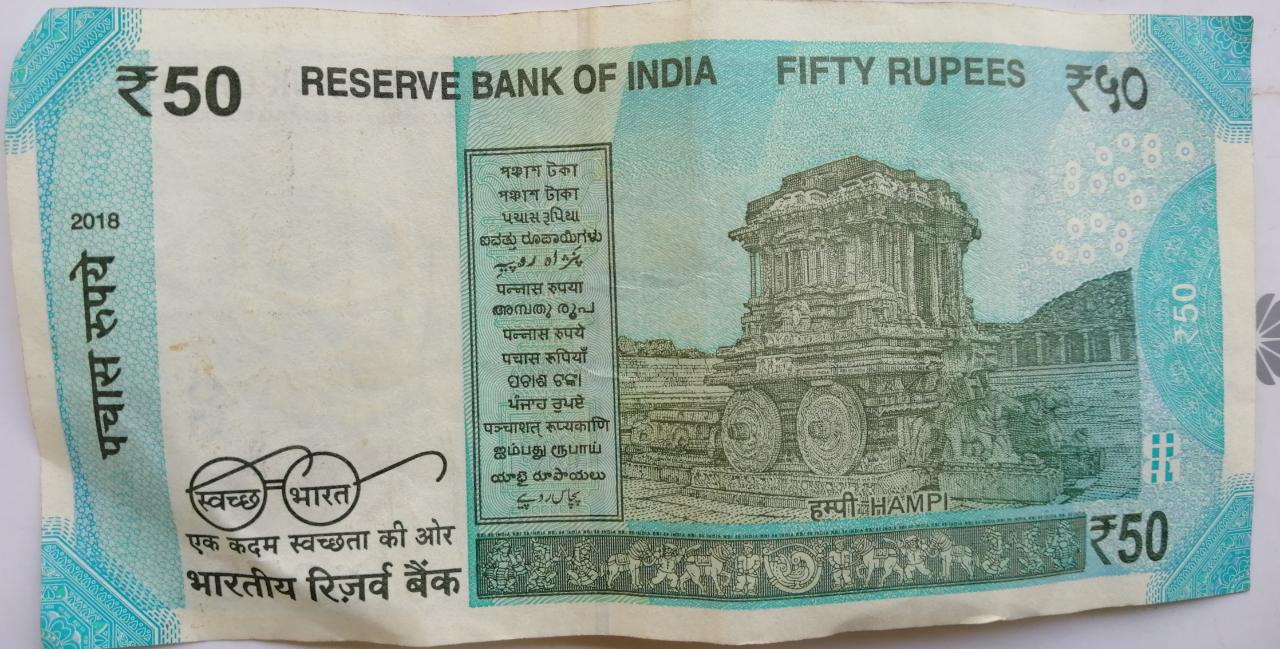 ₹50
RESERVE BANK OF INDIA
FIFTY RUPEES
₹५०
2018
पचास रुपये
পঞ্চাশ টকা
পঞ্চাশ টাকা
પચાસ રૂપિયા
ಐವತ್ತು ರೂಪಾಯಿಗಳು
پَنٛژاہ روپیہِ
पन्नास रुपया
അമ്പതു രൂപ
पन्नास रुपये
पचास रूपियाँ
ପଚାଶ ଟଙ୍କା
ਪੰਜਾਹ ਰੁਪਏ
पञ्चाशत् रूप्यकाणि
ஐம்பது ரூபாய்
యాభై రూపాయలు
پچاس روپے
₹50
स्वच्छ भारत
एक कदम स्वच्छता की ओर
भारतीय रिज़र्व बैंक
हम्पी HAMPI
₹50